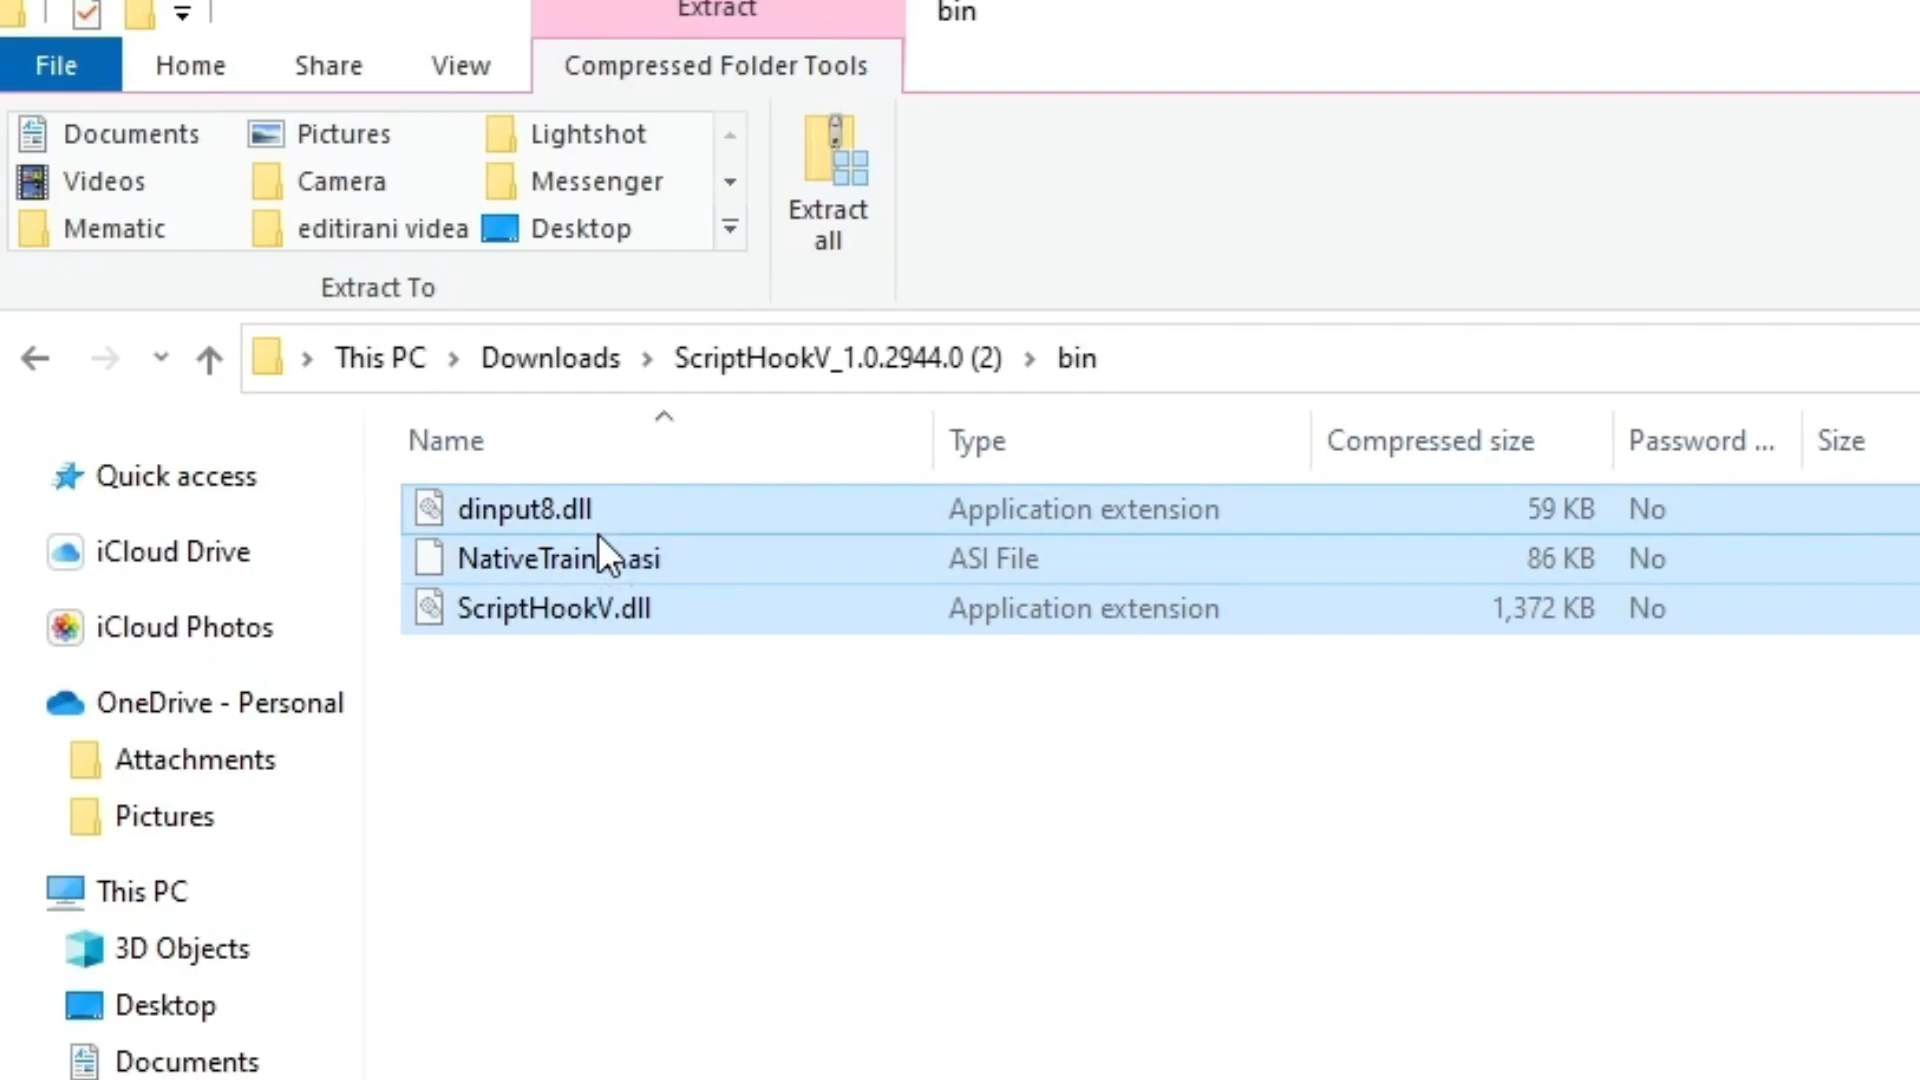 Extract
bin
File
Home
Share
View
Compressed Folder Tools
Documents
Pictures
Lightshot
Videos
Camera
Messenger
Mematic
editirani videa
Desktop
Extract
all
Extract To
This PC
Downloads
ScriptHookV_1.0.2944.0 (2)
bin
Name
Type
Compressed size
Password ...
Size
Quick access
iCloud Drive
iCloud Photos
OneDrive - Personal
Attachments
Pictures
This PC
3D Objects
Desktop
Documents
dinput8.dll
Application extension
59 KB
No
asi
ASI File
86 KB
No
ScriptHookV.dll
Application extension
1,372 KB
No